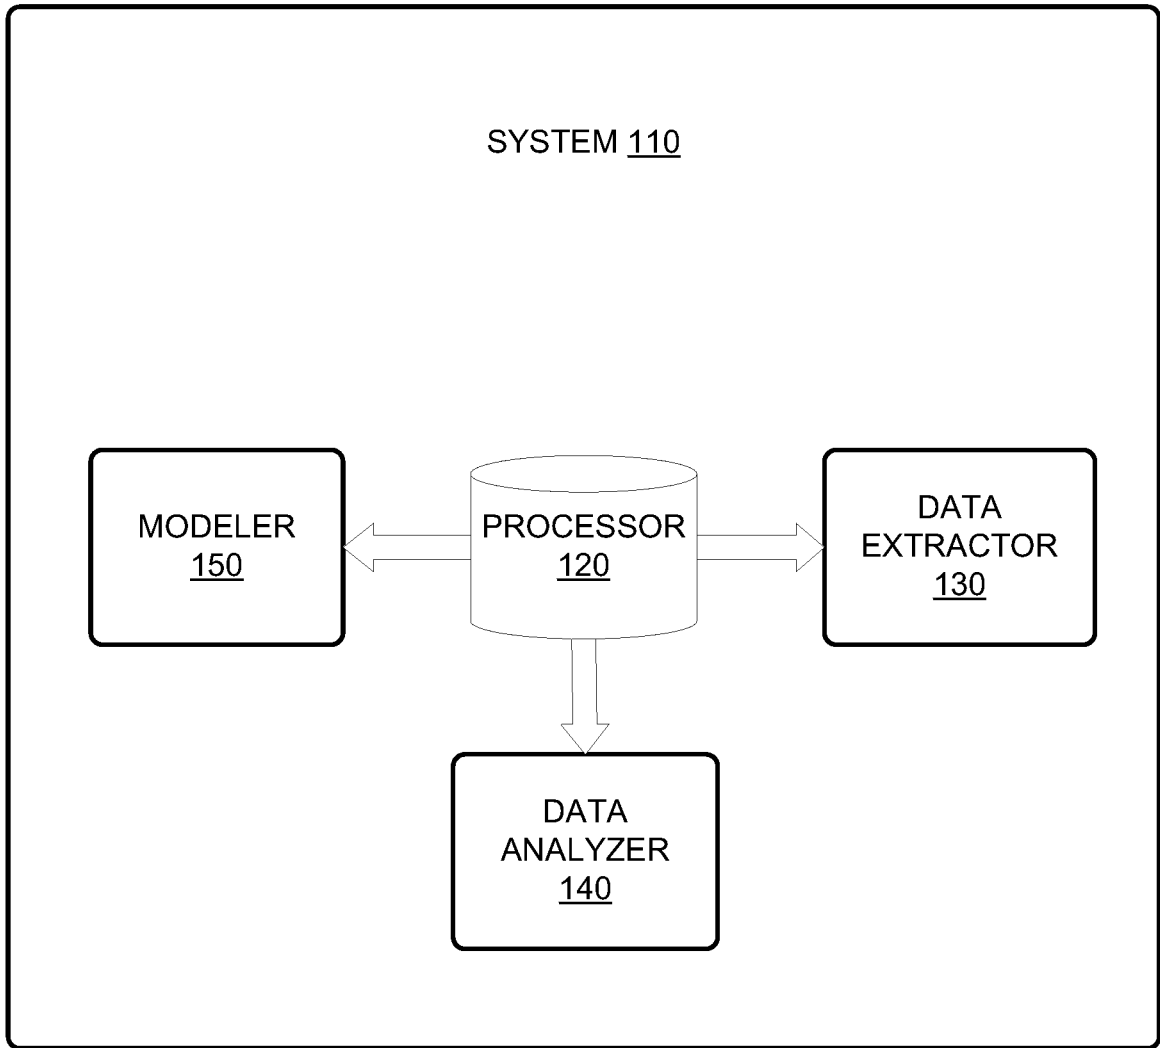 SYSTEM 110
MODELER
150
PROCESSOR
120
DATA
EXTRACTOR
130
DATA
ANALYZER
140